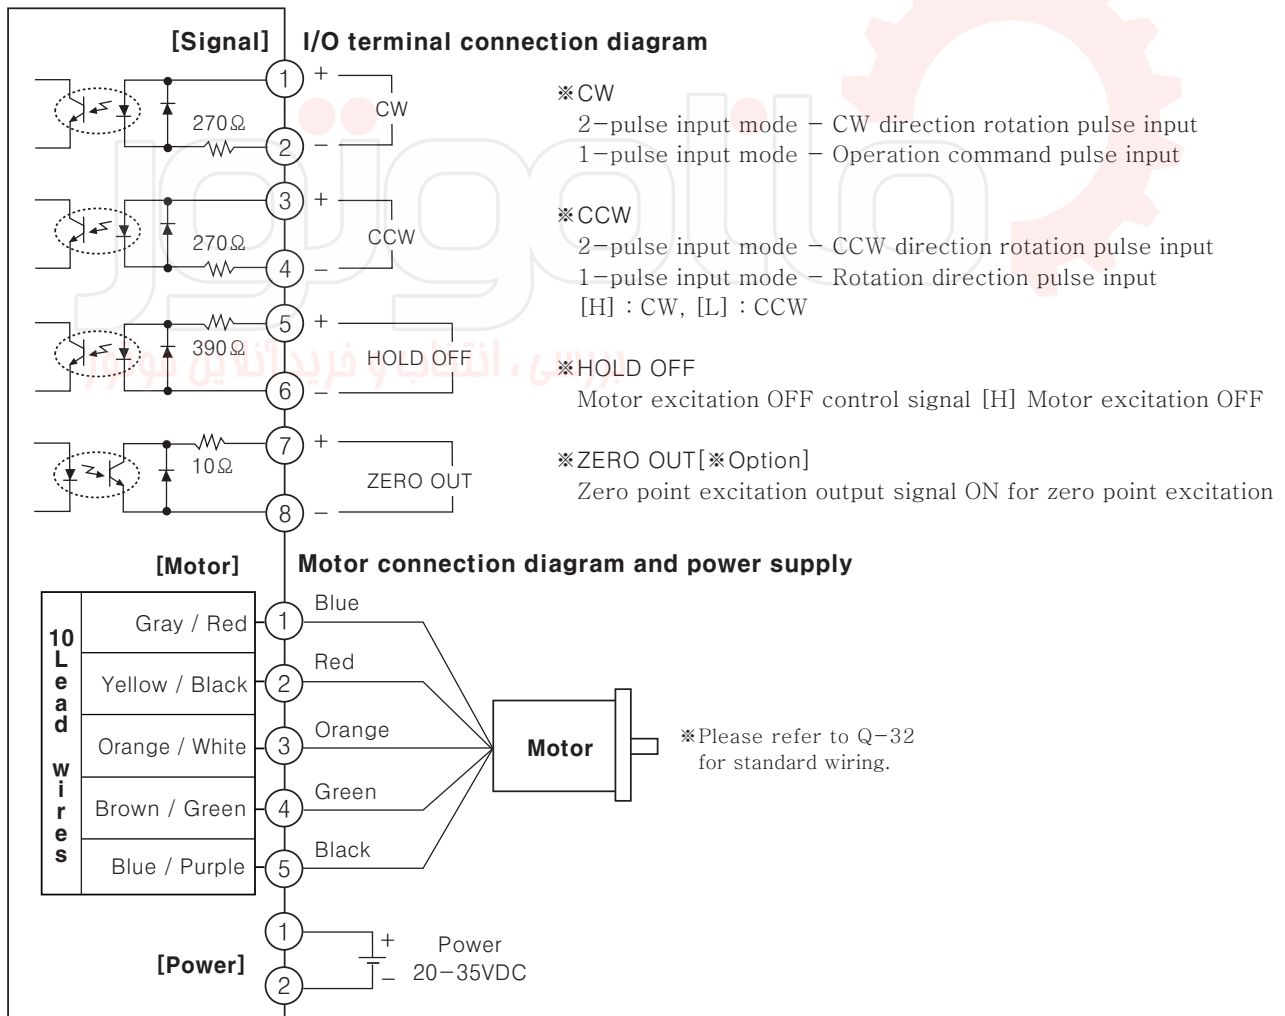 [Signal] I/O terminal connection diagram
1 +
CW
270Ω
2 −
※CW
2−pulse input mode − CW direction rotation pulse input
1−pulse input mode − Operation command pulse input
3 +
CCW
270Ω
4 −
※CCW
2−pulse input mode − CCW direction rotation pulse input
1−pulse input mode − Rotation direction pulse input
[H] : CW, [L] : CCW
5 +
390Ω
HOLD OFF
6 −
※HOLD OFF
Motor excitation OFF control signal [H] Motor excitation OFF
7 +
10Ω
ZERO OUT
8 −
※ZERO OUT[※Option]
Zero point excitation output signal ON for zero point excitation
ماناموتور
بررسی ، انتخاب و خرید آنلاین موتور
[Motor] Motor connection diagram and power supply
10 Lead wires
Gray / Red 1 Blue
Yellow / Black 2 Red
Orange / White 3 Orange
Brown / Green 4 Green
Blue / Purple 5 Black
Motor
※Please refer to Q−32
for standard wiring.
[Power]
1 +
Power
20−35VDC
2 −